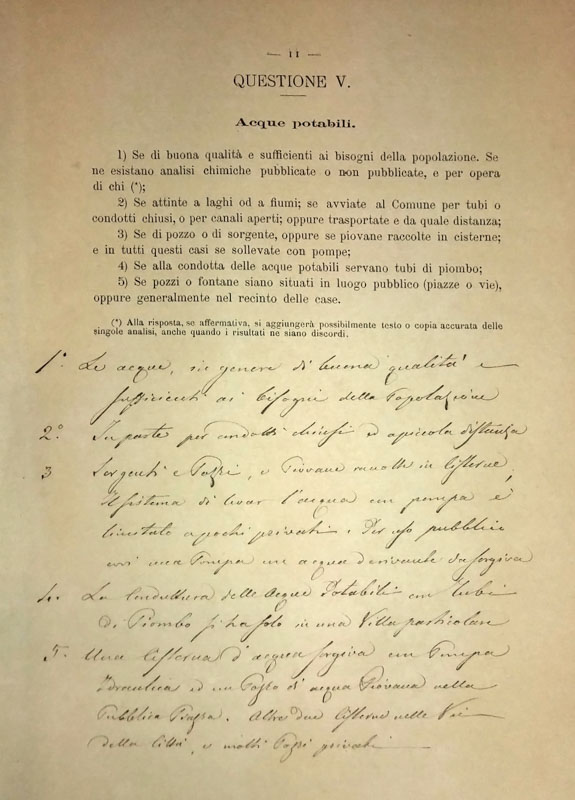 — 11 —
QUESTIONE V.
Acque potabili.
1) Se di buona qualità e sufficienti ai bisogni della popolazione. Se
ne esistano analisi chimiche pubblicate o non pubblicate, e per opera
di chi (*);
2) Se attinte a laghi od a fiumi; se avviate al Comune per tubi o
condotti chiusi, o per canali aperti; oppure trasportate e da quale distanza;
3) Se di pozzo o di sorgente, oppure se piovane raccolte in cisterne;
e in tutti questi casi se sollevate con pompe;
4) Se alla condotta delle acque potabili servano tubi di piombo;
5) Se pozzi o fontane siano situati in luogo pubblico (piazze o vie),
oppure generalmente nel recinto delle case.
(*) Alla risposta, se affermativa, si aggiungerà possibilmente testo o copia accurata delle
singole analisi, anche quando i risultati ne siano discordi.
1° Le acque, in genere di buona qualità e
sufficienti ai bisogni della Popolazione
2° In parte per condotti chiusi ed a piccola distanza
3 Sorgenti e Pozzi, e Piovane raccolte in Cisterne,
Il sistema di levar l'acqua con pompa è
limitato a pochi privati. Per uso pubblico
evvi una Pompa con acqua derivante da sorgiva
4. La Conduttura delle Acque Potabili con tubi
di Piombo si ha solo in una Villa particolare
5. Una Cisterna d'acqua sorgiva con Pompa
Idraulica ed un Pozzo d'acqua Piovana nella
Pubblica Piazza. Altre due Cisterne nelle Vie
della Città, e molti Pozzi privati